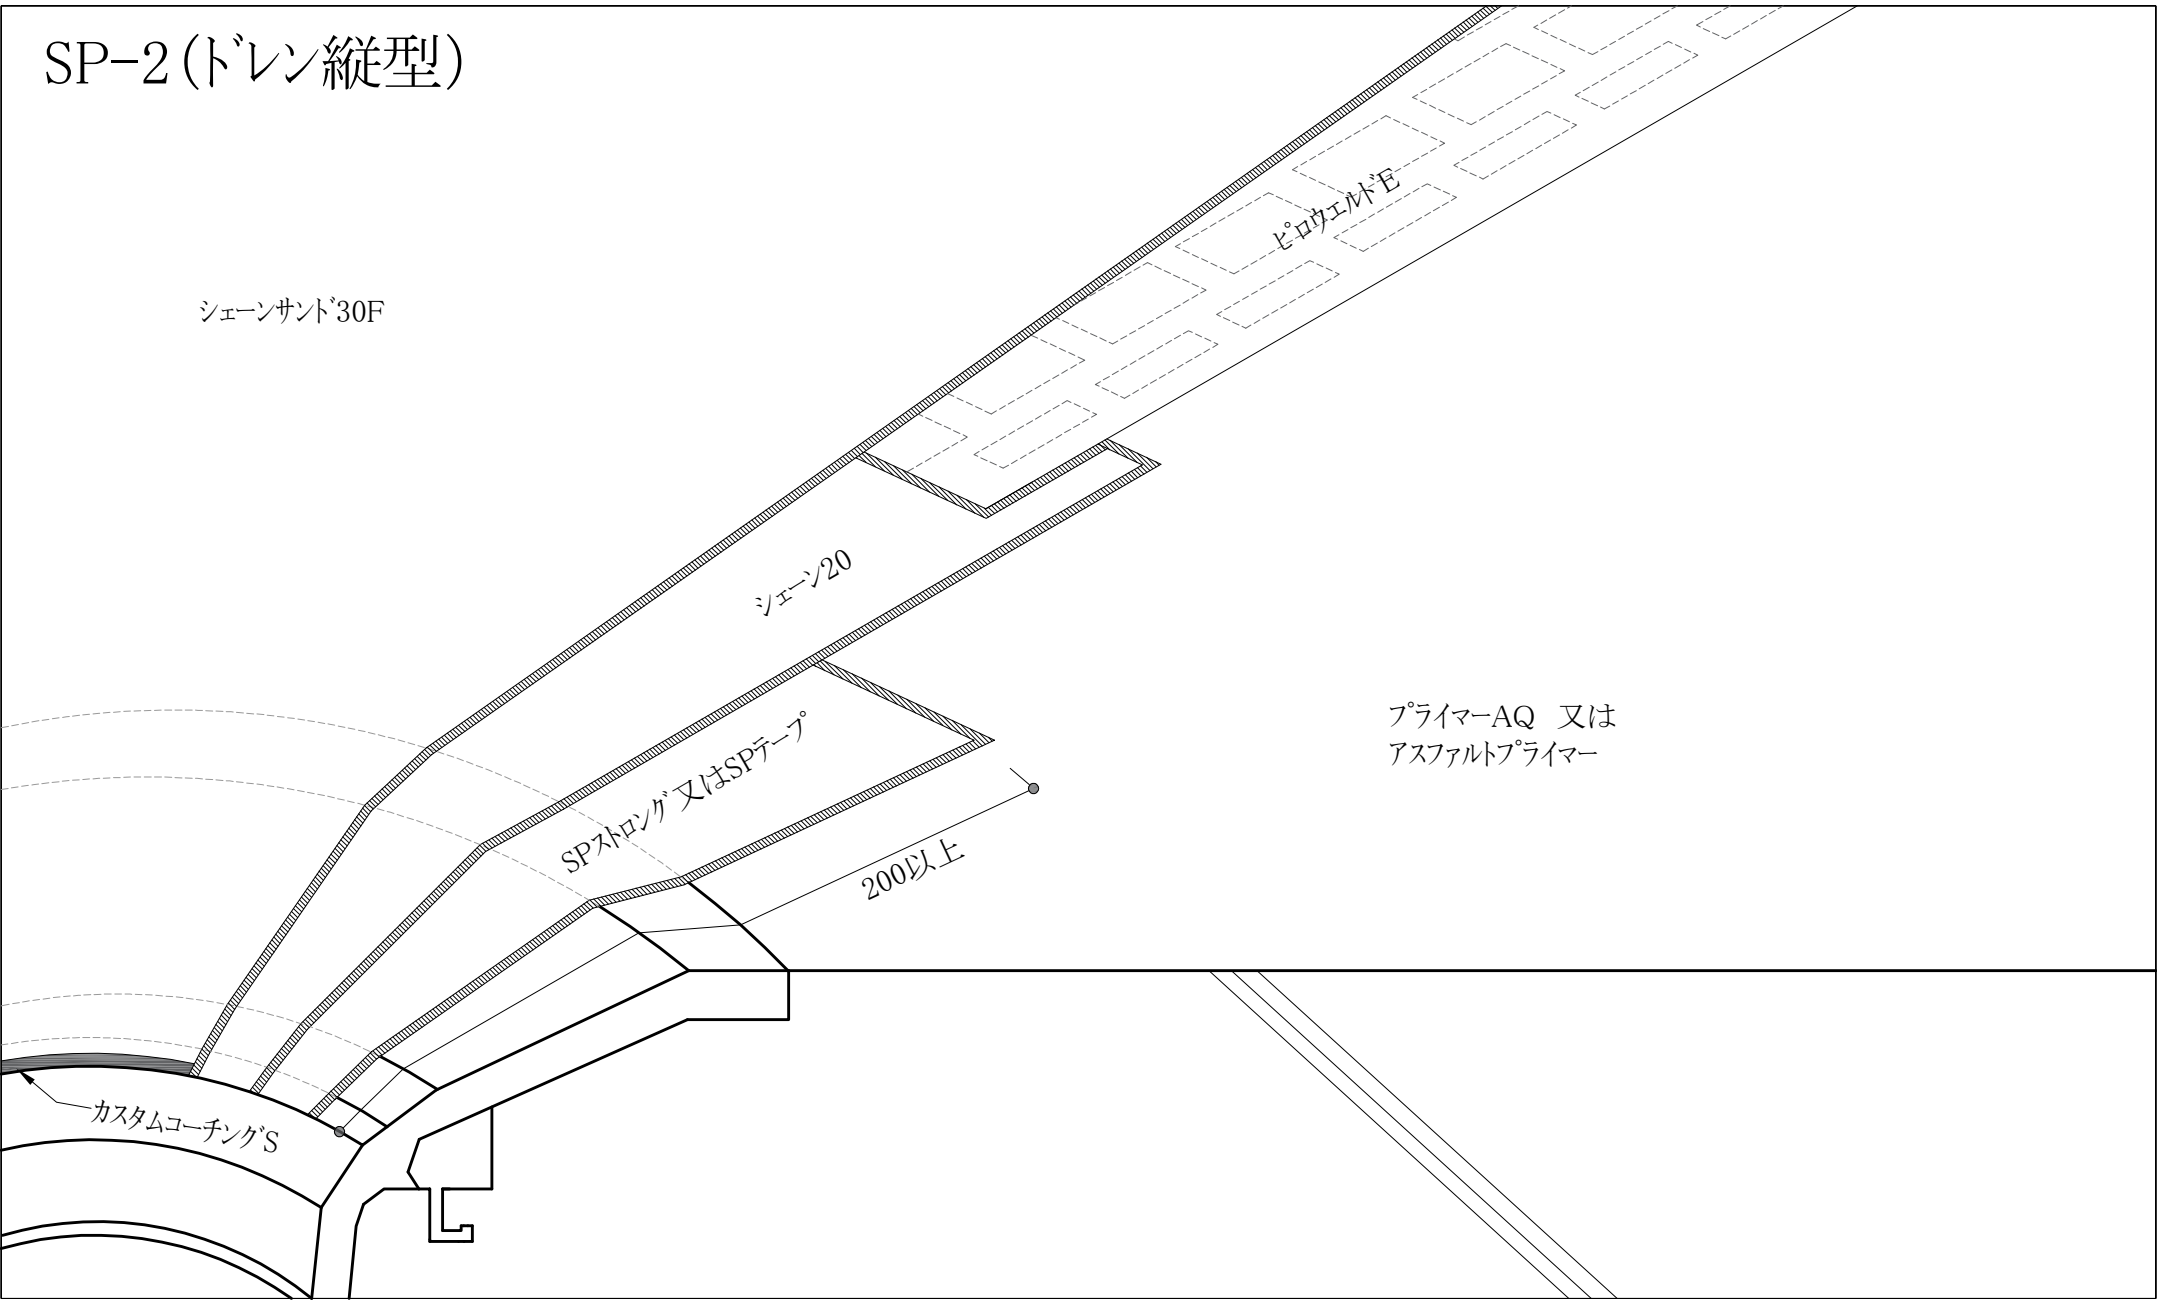 SP-2(ドレン縦型)
ピロウェルドE
シェーンサンド30F
シェーン20
プライマーAQ　又は
アスファルトプライマー
SPストロング又はSPテープ
200以上
カスタムコーチングS